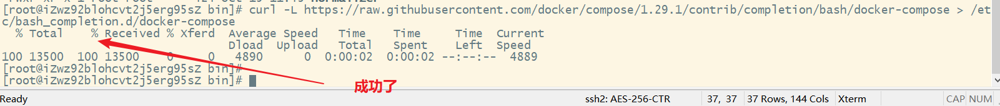 [root@iZwz92blohcvt2j5erg95sZ bin]# curl -L https://raw.githubusercontent.com/docker/compose/1.29.1/contrib/completion/bash/docker-compose > /et
c/bash_completion.d/docker-compose
% Total % Received % Xferd Average Speed Time Time Time Current
Dload Upload Total Spent Left Speed
100 13500 100 13500 0 0 4890 0 0:00:02 0:00:02 --:--:-- 4889
[root@iZwz92blohcvt2j5erg95sZ bin]#
[root@iZwz92blohcvt2j5erg95sZ bin]#
成功了
Ready ssh2: AES-256-CTR 37, 37 37 Rows, 144 Cols Xterm CAP NUM